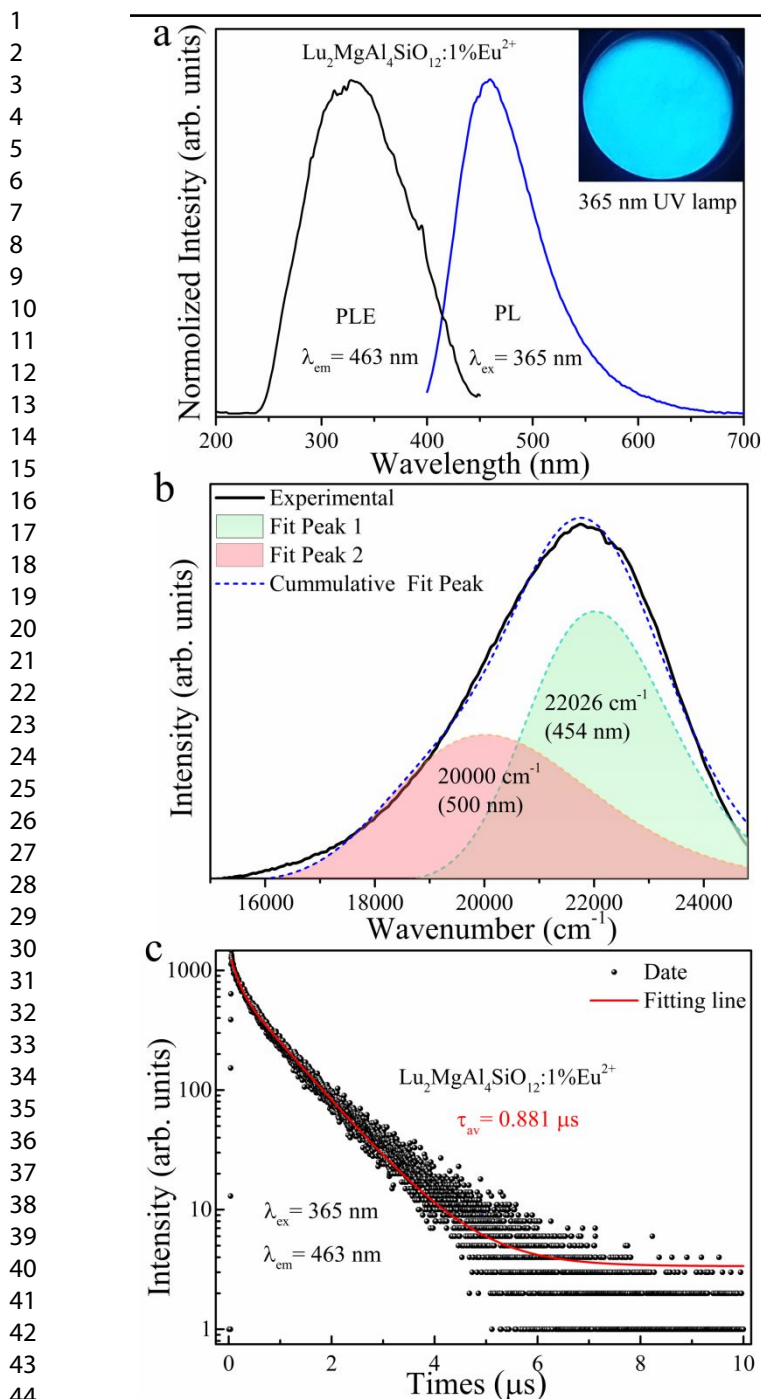 1
2
3
4
5
6
7
8
9
10
11
12
13
14
15
16
17
18
19
20
21
22
23
24
25
26
27
28
29
30
31
32
33
34
35
36
37
38
39
40
41
42
43
44
a
Lu₂MgAl₄SiO₁₂:1%Eu²⁺
365 nm UV lamp
PLE
λem= 463 nm
PL
λex= 365 nm
Normolized Intesity (arb. units)
200 300 400 500 600 700
Wavelength (nm)
b
Experimental
Fit Peak 1
Fit Peak 2
Cummulative Fit Peak
22026 cm⁻¹
(454 nm)
20000 cm⁻¹
(500 nm)
Intensity (arb. units)
16000 18000 20000 22000 24000
Wavenumber (cm⁻¹)
c
Date
Fitting line
Lu₂MgAl₄SiO₁₂:1%Eu²⁺
τav= 0.881 μs
λex= 365 nm
λem= 463 nm
Intensity (arb. units)
1000
100
10
1
0 2 4 6 8 10
Times (μs)